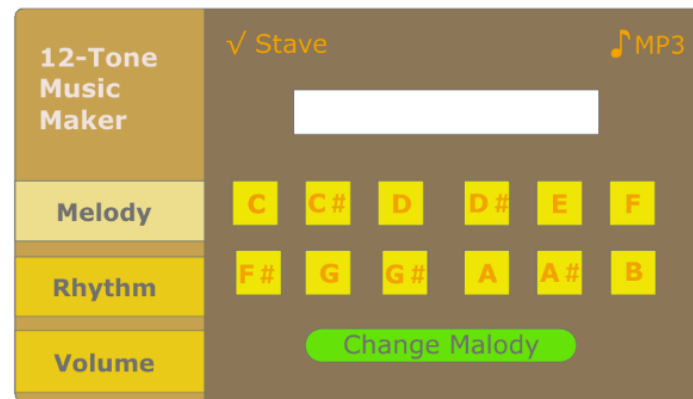 12-Tone
Music
Maker
√ Stave
MP3
Melody
C C# D D# E F
Rhythm
F# G G# A A# B
Volume
Change Malody